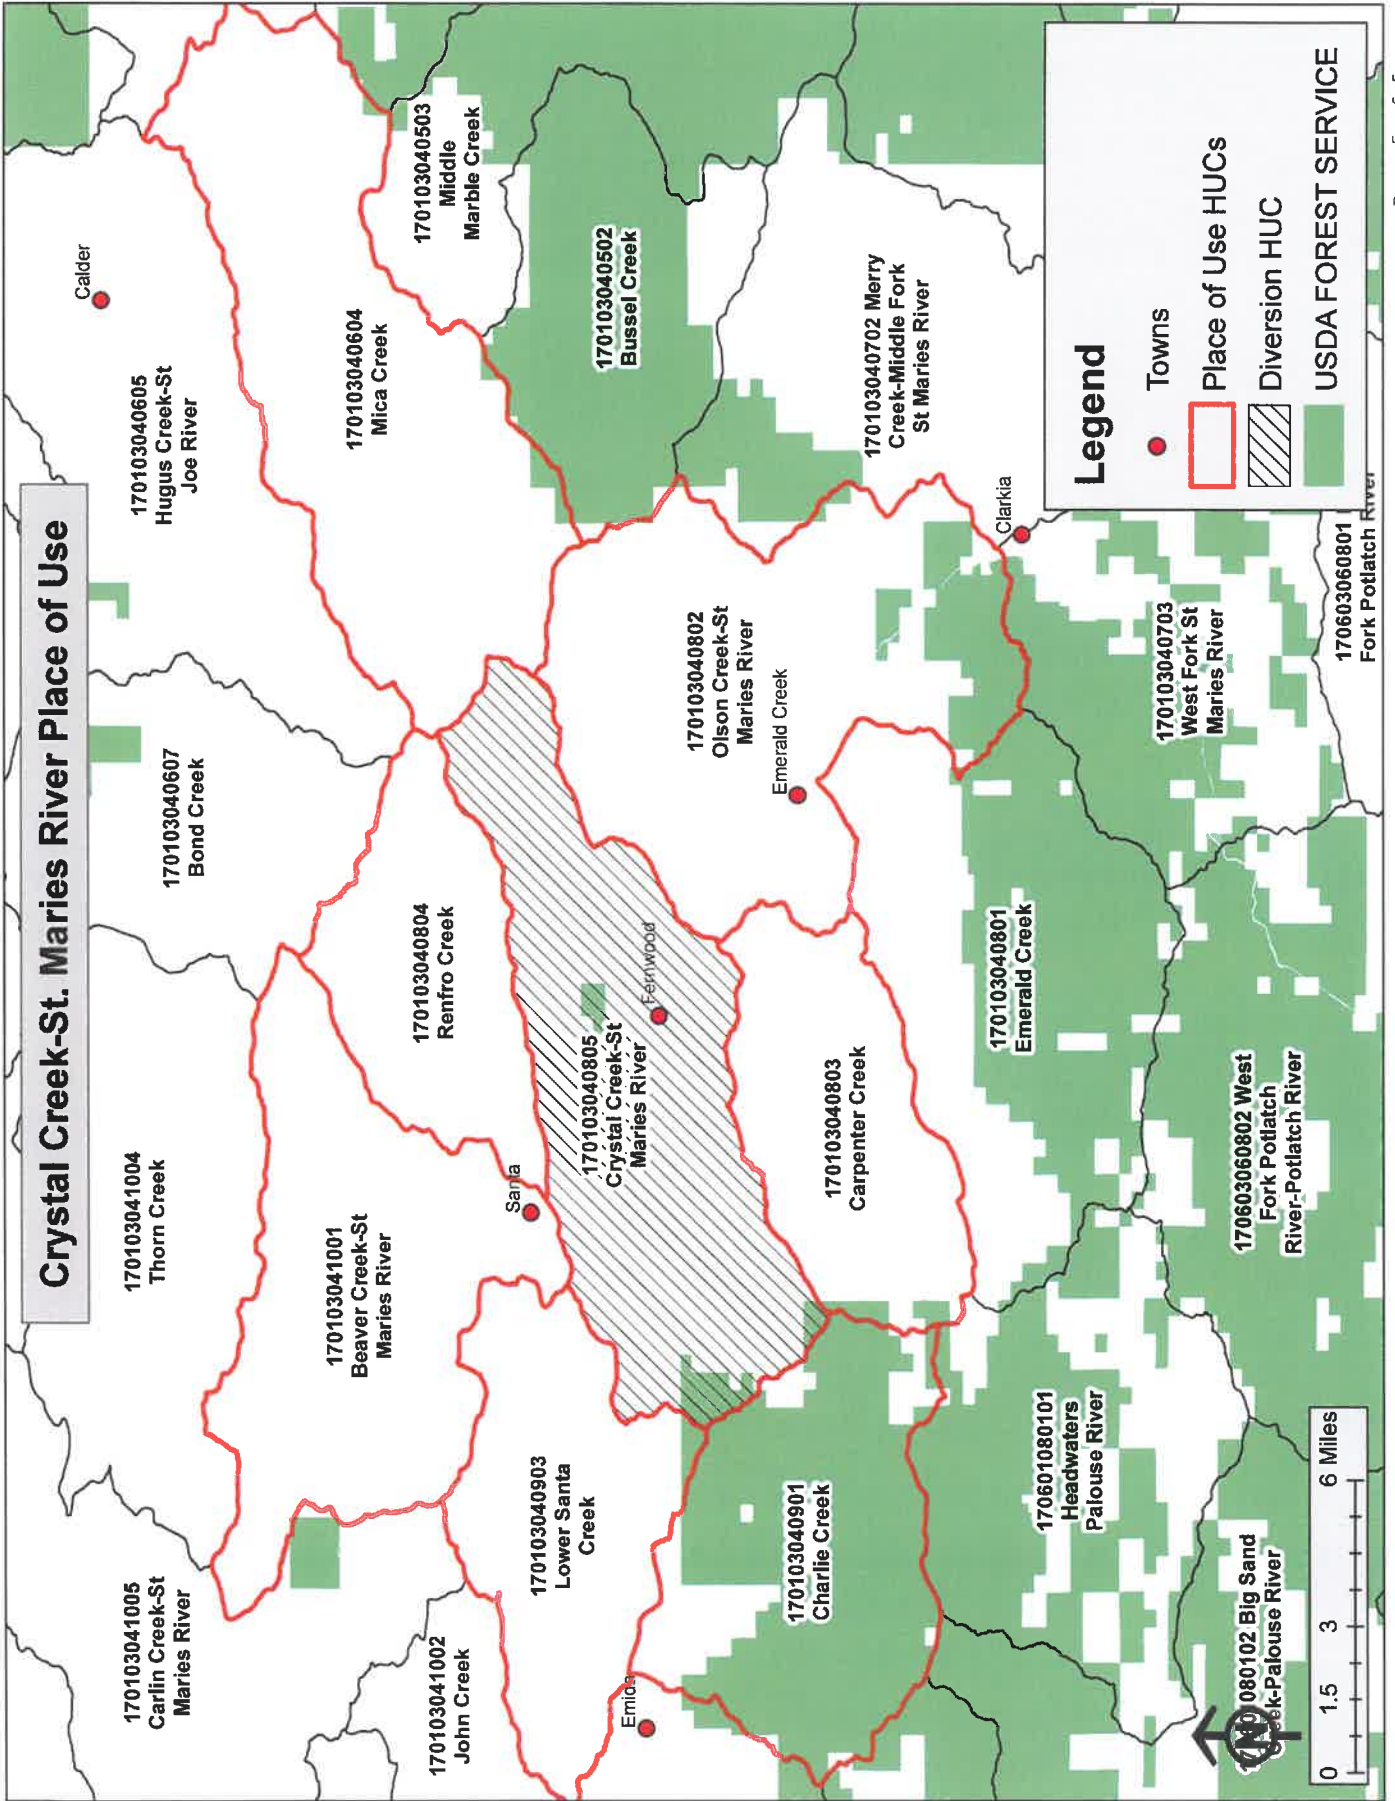 Crystal Creek-St. Maries River Place of Use
Calder
170103040605
Hugus Creek-St
Joe River
170103040604
Mica Creek
170103040503
Middle
Marble Creek
170103040502
Bussel Creek
170103040702 Merry
Creek-Middle Fork
St Maries River
170103040607
Bond Creek
170103041004
Thorn Creek
170103041005
Carlin Creek-St
Maries River
170103041001
Beaver Creek-St
Maries River
170103040804
Renfro Creek
170103041002
John Creek
170103040903
Lower Santa
Creek
Santa
170103040805
Crystal Creek-St
Maries River
Fernwood
Emida
170103040802
Olson Creek-St
Maries River
Emerald Creek
Clarkia
170103040803
Carpenter Creek
170103040801
Emerald Creek
170103040901
Charlie Creek
170103040703
West Fork St
Maries River
170601080101
Headwaters
Palouse River
170603060802 West
Fork Potlatch
River-Potlatch River
170603060801
Fork Potlatch River
080102 Big Sand
-Palouse River
N
0 1.5 3 6 Miles
Legend
Towns
Place of Use HUCs
Diversion HUC
USDA FOREST SERVICE